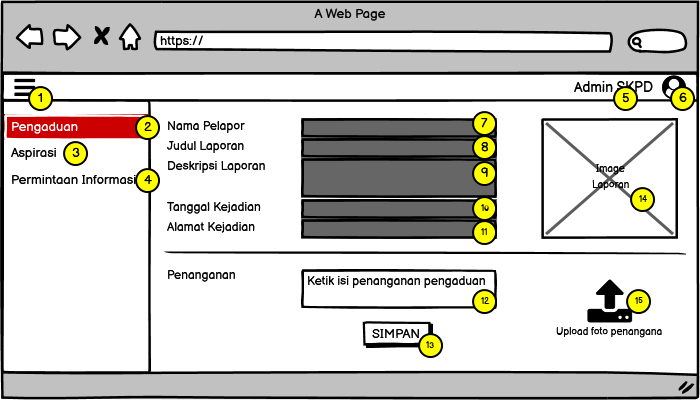 A Web Page
https://
1
Admin SKPD
5
6
Pengaduan
2
Aspirasi
3
Permintaan Informasi
4
Nama Pelapor
7
Judul Laporan
8
Deskripsi Laporan
9
Tanggal Kejadian
10
Alamat Kejadian
11
Image
Laporan
14
Penanganan
Ketik isi penanganan pengaduan
12
SIMPAN
13
15
Upload foto penangana